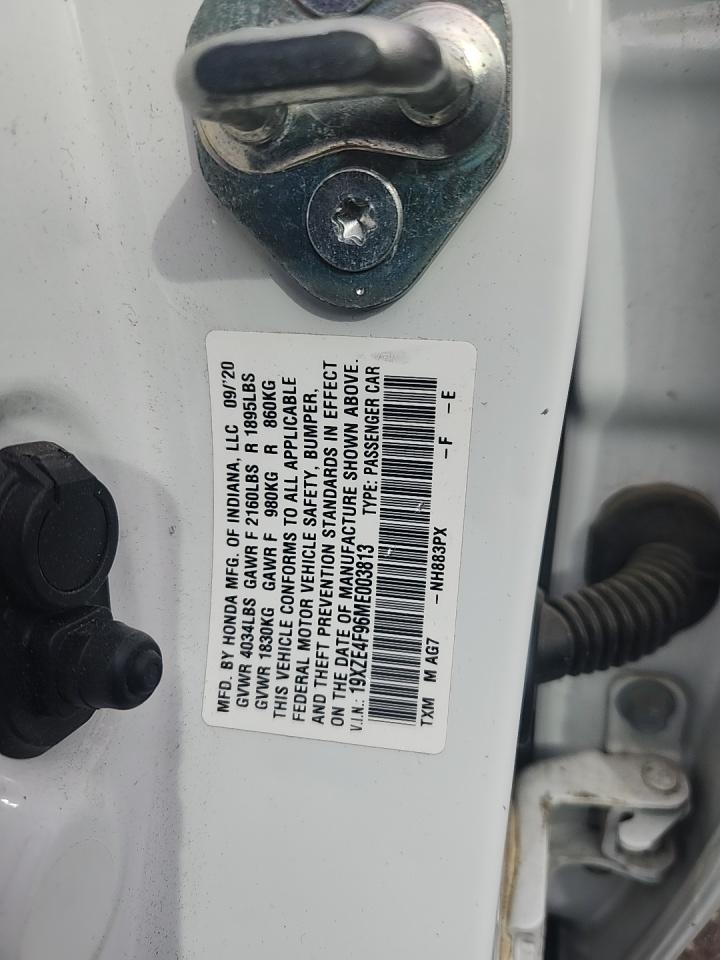 MFD. BY HONDA MFG. OF INDIANA, LLC 09/'20
GVWR 4034LBS GAWR F 2160LBS R 1895LBS
GVWR 1830KG GAWR F 980KG R 860KG
THIS VEHICLE CONFORMS TO ALL APPLICABLE
FEDERAL MOTOR VEHICLE SAFETY, BUMPER,
AND THEFT PREVENTION STANDARDS IN EFFECT
ON THE DATE OF MANUFACTURE SHOWN ABOVE.
V.I.N.: 19XZE4F96ME003813 TYPE: PASSENGER CAR
TXM M AG7 -NH883PX -F -E